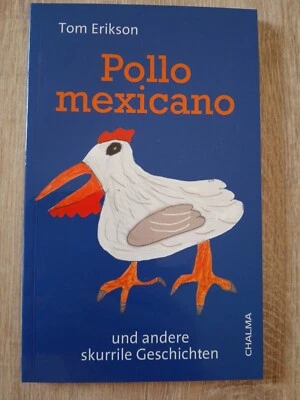 Tom Erikson
Pollo
mexicano
und andere
skurrile Geschichten
CHALMA